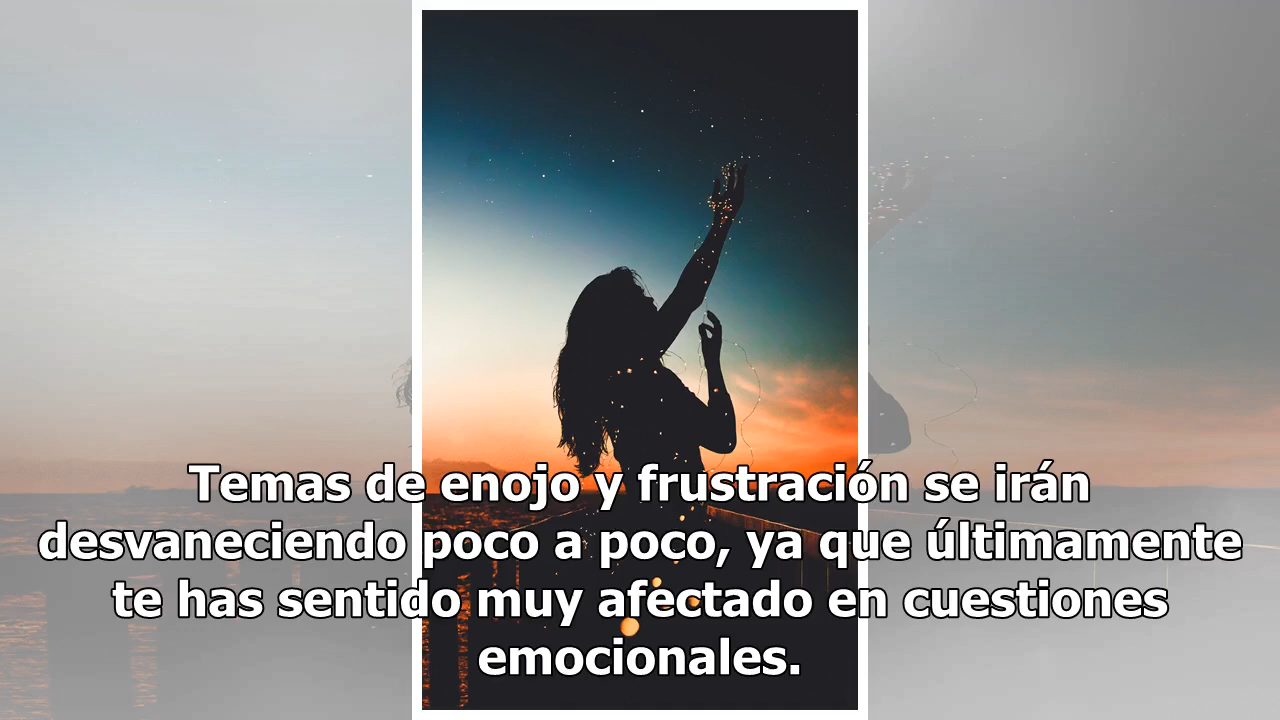 Temas de enojo y frustración se irán
desvaneciendo poco a poco, ya que últimamente
te has sentido muy afectado en cuestiones
emocionales.